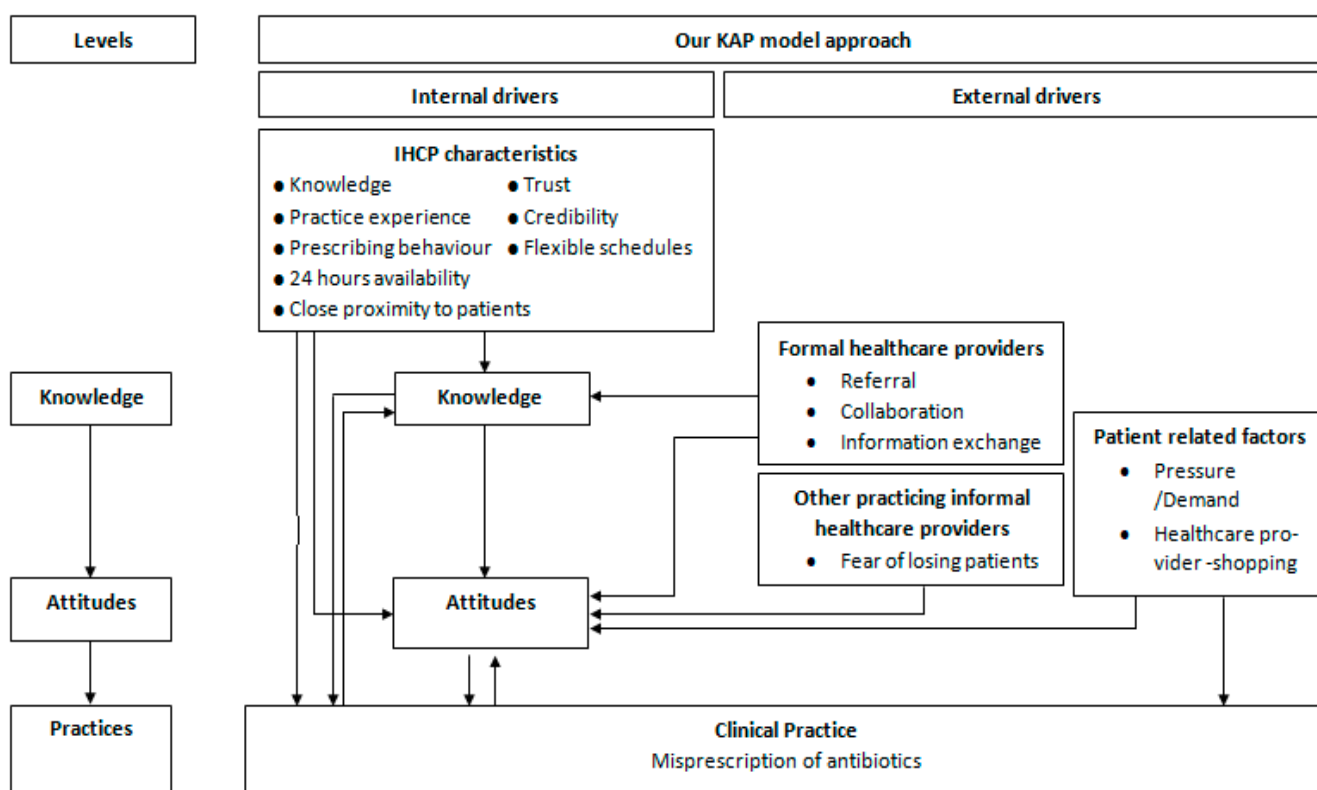 Levels
Our KAP model approach
Internal drivers
External drivers
IHCP characteristics
● Knowledge
● Trust
● Practice experience
● Credibility
● Prescribing behaviour
● Flexible schedules
● 24 hours availability
● Close proximity to patients
Formal healthcare providers
● Referral
● Collaboration
● Information exchange
Knowledge
Knowledge
Patient related factors
● Pressure
/Demand
● Healthcare pro-
vider -shopping
Other practicing informal
healthcare providers
● Fear of losing patients
Attitudes
Attitudes
Practices
Clinical Practice
Misprescription of antibiotics